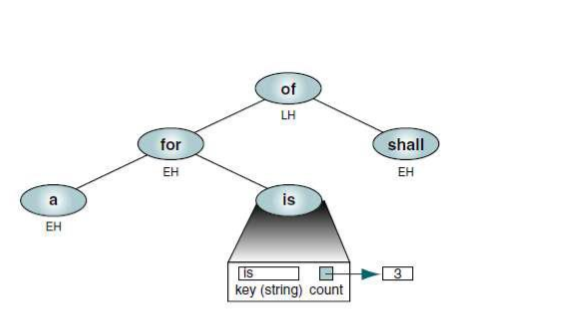 of
LH
for
shall
EH
EH
a
is
EH
is
3
key (string) count